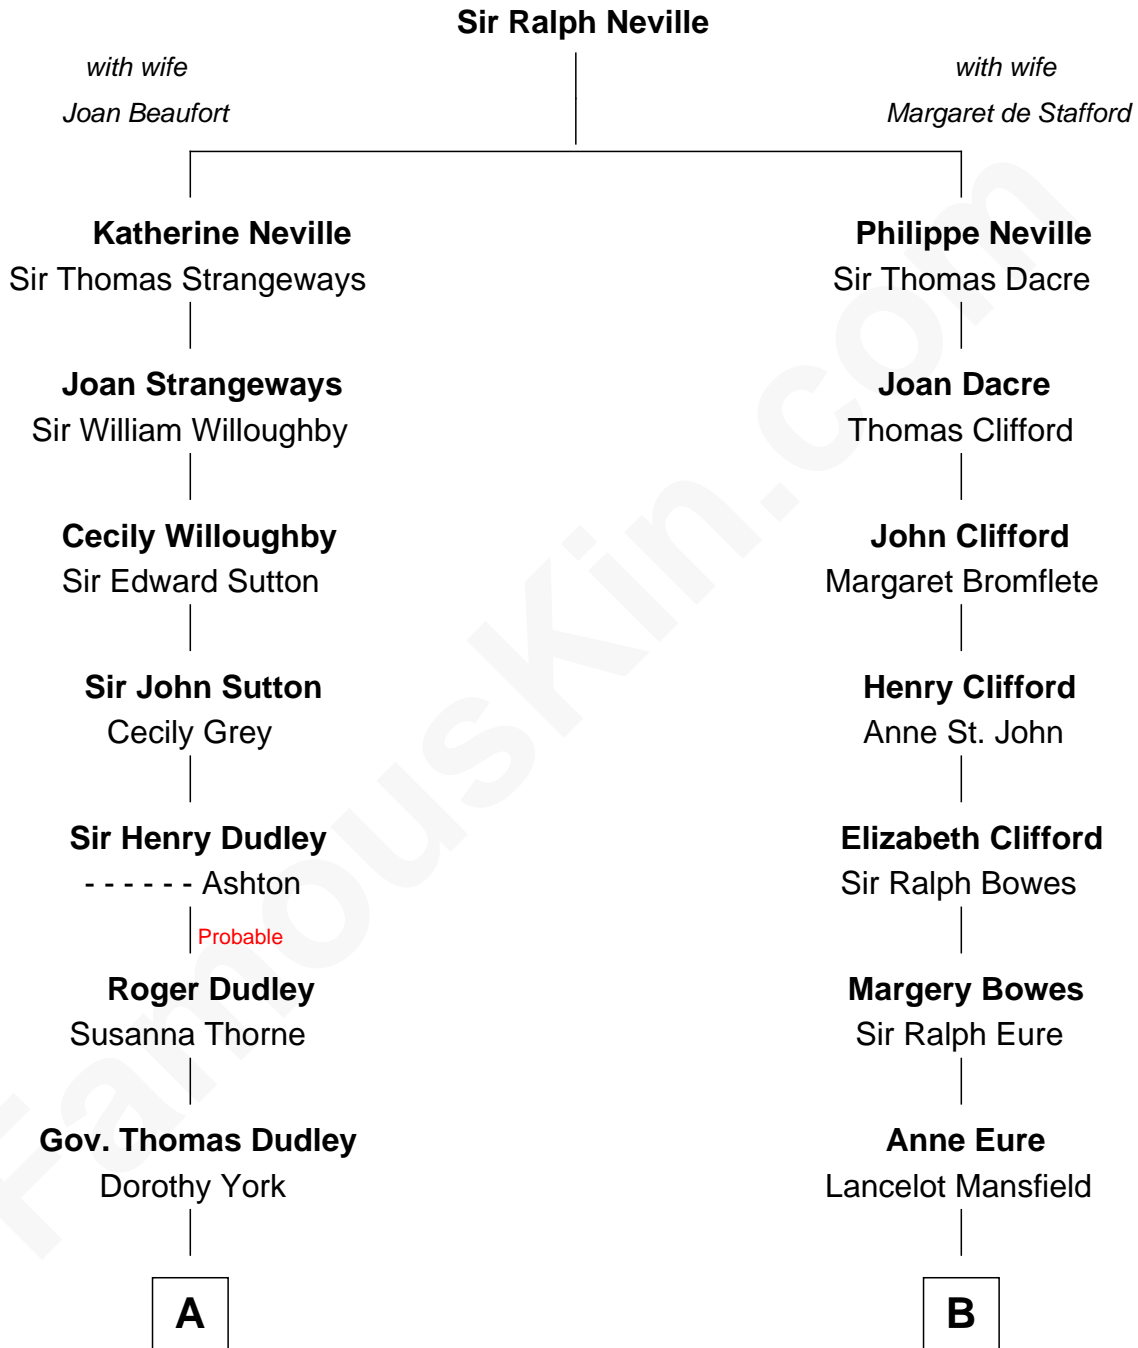 Sir Ralph Neville
with wife
Joan Beaufort
with wife
Margaret de Stafford
Katherine Neville
Sir Thomas Strangeways
Philippe Neville
Sir Thomas Dacre
Joan Strangeways
Sir William Willoughby
Joan Dacre
Thomas Clifford
Cecily Willoughby
Sir Edward Sutton
John Clifford
Margaret Bromflete
Sir John Sutton
Cecily Grey
Henry Clifford
Anne St. John
Sir Henry Dudley
- - - - - - Ashton
Probable
Elizabeth Clifford
Sir Ralph Bowes
Roger Dudley
Susanna Thorne
Margery Bowes
Sir Ralph Eure
Gov. Thomas Dudley
Dorothy York
Anne Eure
Lancelot Mansfield
A
B
FamousKin.com